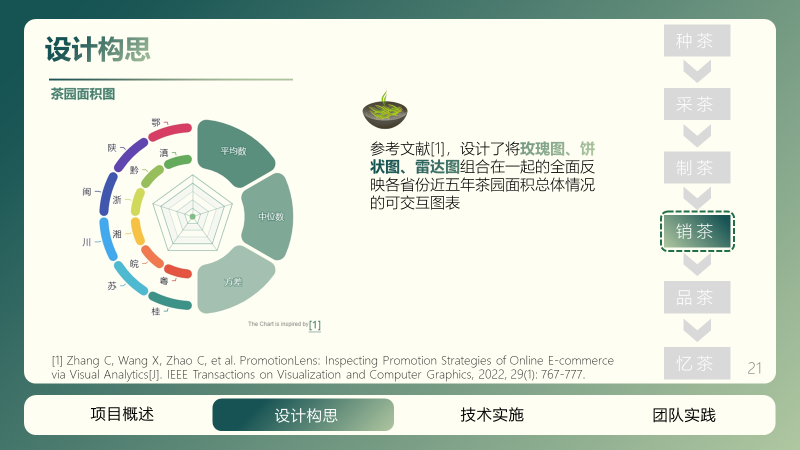 设计构思
茶园面积图
鄂
陕
滇
黔
闽
浙
川
湘
皖
苏
粤
桂
平均数
中位数
方差
The Chart is inspired by[1]
参考文献[1]，设计了将玫瑰图、饼
状图、雷达图组合在一起的全面反
映各省份近五年茶园面积总体情况
的可交互图表
种茶
采茶
制茶
销茶
品茶
忆茶
[1] Zhang C, Wang X, Zhao C, et al. PromotionLens: Inspecting Promotion Strategies of Online E-commerce
via Visual Analytics[J]. IEEE Transactions on Visualization and Computer Graphics, 2022, 29(1): 767-777.
21
项目概述
设计构思
技术实施
团队实践